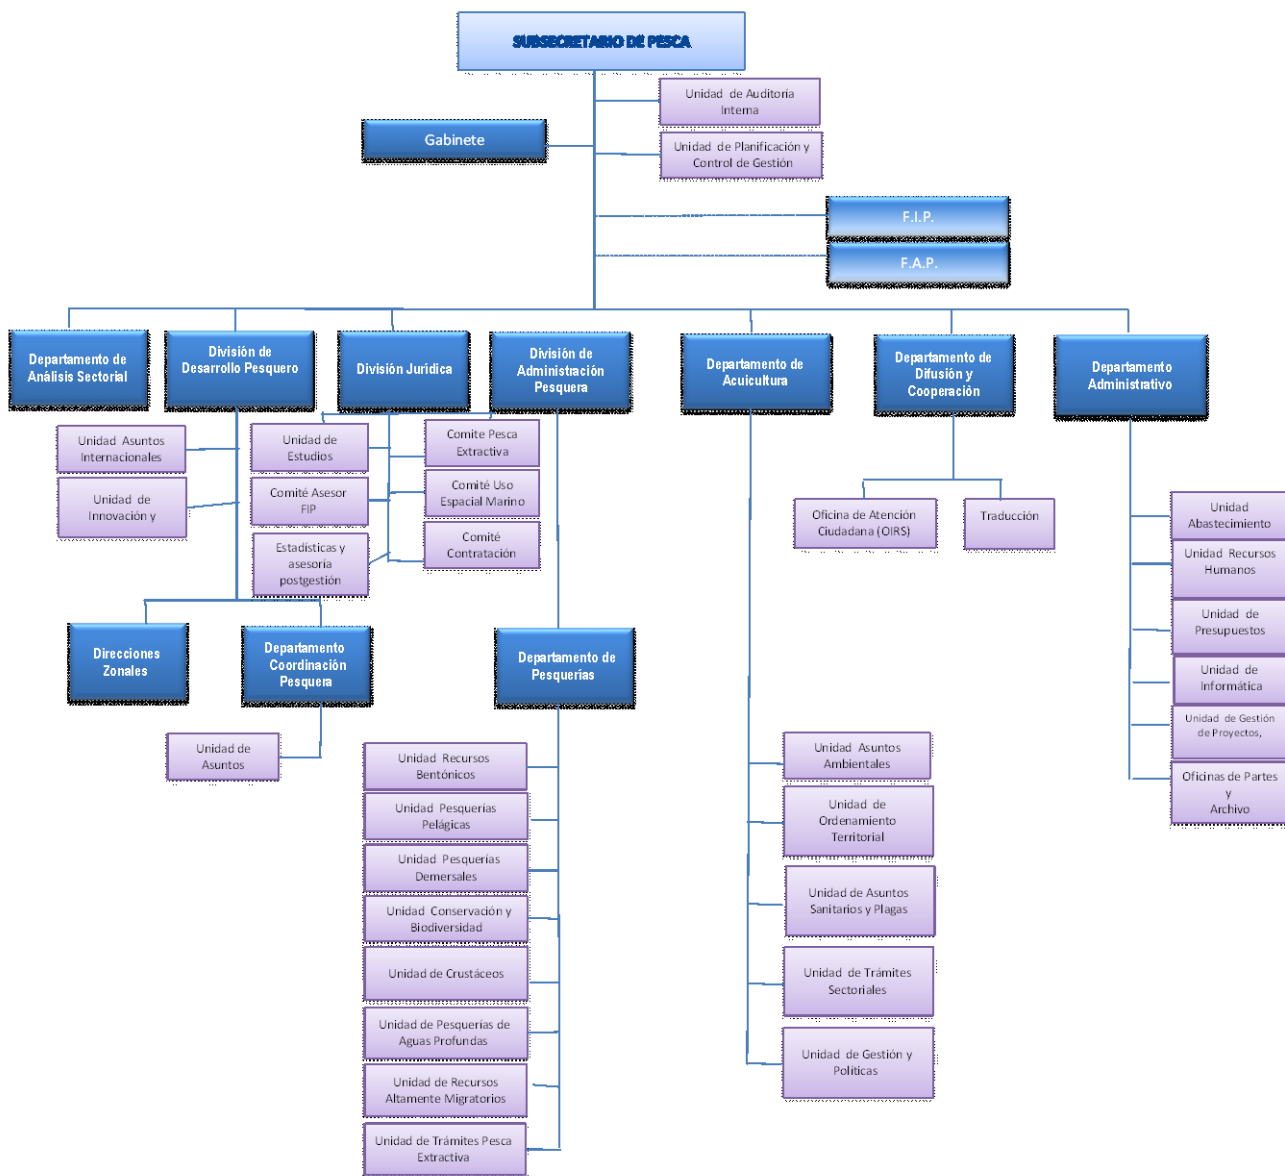 SUBSECRETARIO DE PESCA
Unidad de Auditoría
Interna
Gabinete
Unidad de Planificación y
Control de Gestión
F.I.P.
F.A.P.
Departamento de
Análisis Sectorial
División de
Desarrollo Pesquero
División Jurídica
División de
Administración
Pesquera
Departamento de
Acuicultura
Departamento de
Difusión y
Cooperación
Departamento
Administrativo
Unidad Asuntos
Internacionales
Unidad de
Innovación y
Unidad de
Estudios
Comité Asesor
FIP
Estadísticas y
asesoría
postgestión
Comite Pesca
Extractiva
Comité Uso
Espacial Marino
Comité
Contratación
Oficina de Atención
Ciudadana (OIRS)
Traducción
Unidad
Abastecimiento
Unidad Recursos
Humanos
Unidad de
Presupuestos
Unidad de
Informática
Unidad de Gestión
de Proyectos,
Oficinas de Partes
y
Archivo
Direcciones
Zonales
Departamento
Coordinación
Pesquera
Departamento de
Pesquerías
Unidad de
Asuntos
Unidad Recursos
Bentónicos
Unidad Pesquerías
Pelágicas
Unidad Pesquerías
Demersales
Unidad Conservación y
Biodiversidad
Unidad de Crustáceos
Unidad de Pesquerías de
Aguas Profundas
Unidad de Recursos
Altamente Migratorios
Unidad de Trámites Pesca
Extractiva
Unidad Asuntos
Ambientales
Unidad de
Ordenamiento
Territorial
Unidad de Asuntos
Sanitarios y Plagas
Unidad de Trámites
Sectoriales
Unidad de Gestión y
Políticas